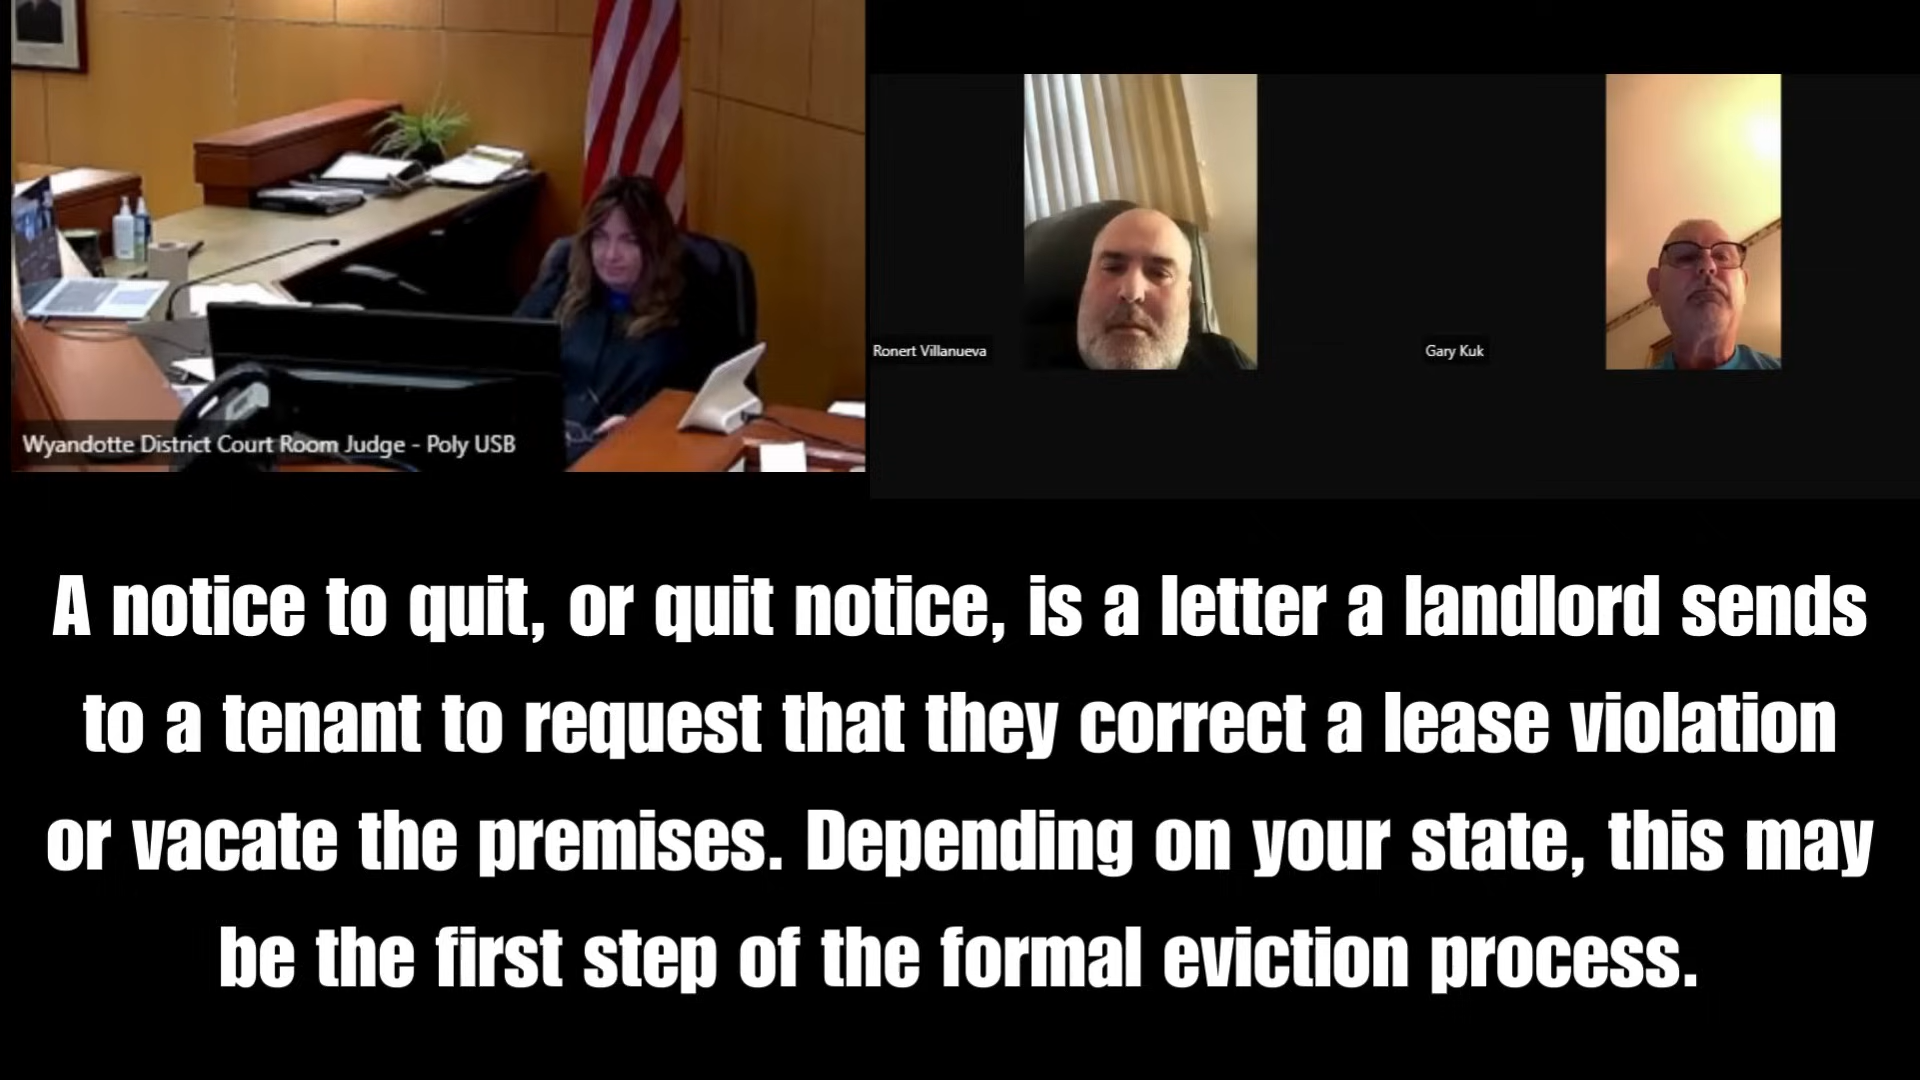 Wyandotte District Court Room Judge - Poly USB
Ronert Villanueva
Gary Kuk
A notice to quit, or quit notice, is a letter a landlord sends
to a tenant to request that they correct a lease violation
or vacate the premises. Depending on your state, this may
be the first step of the formal eviction process.